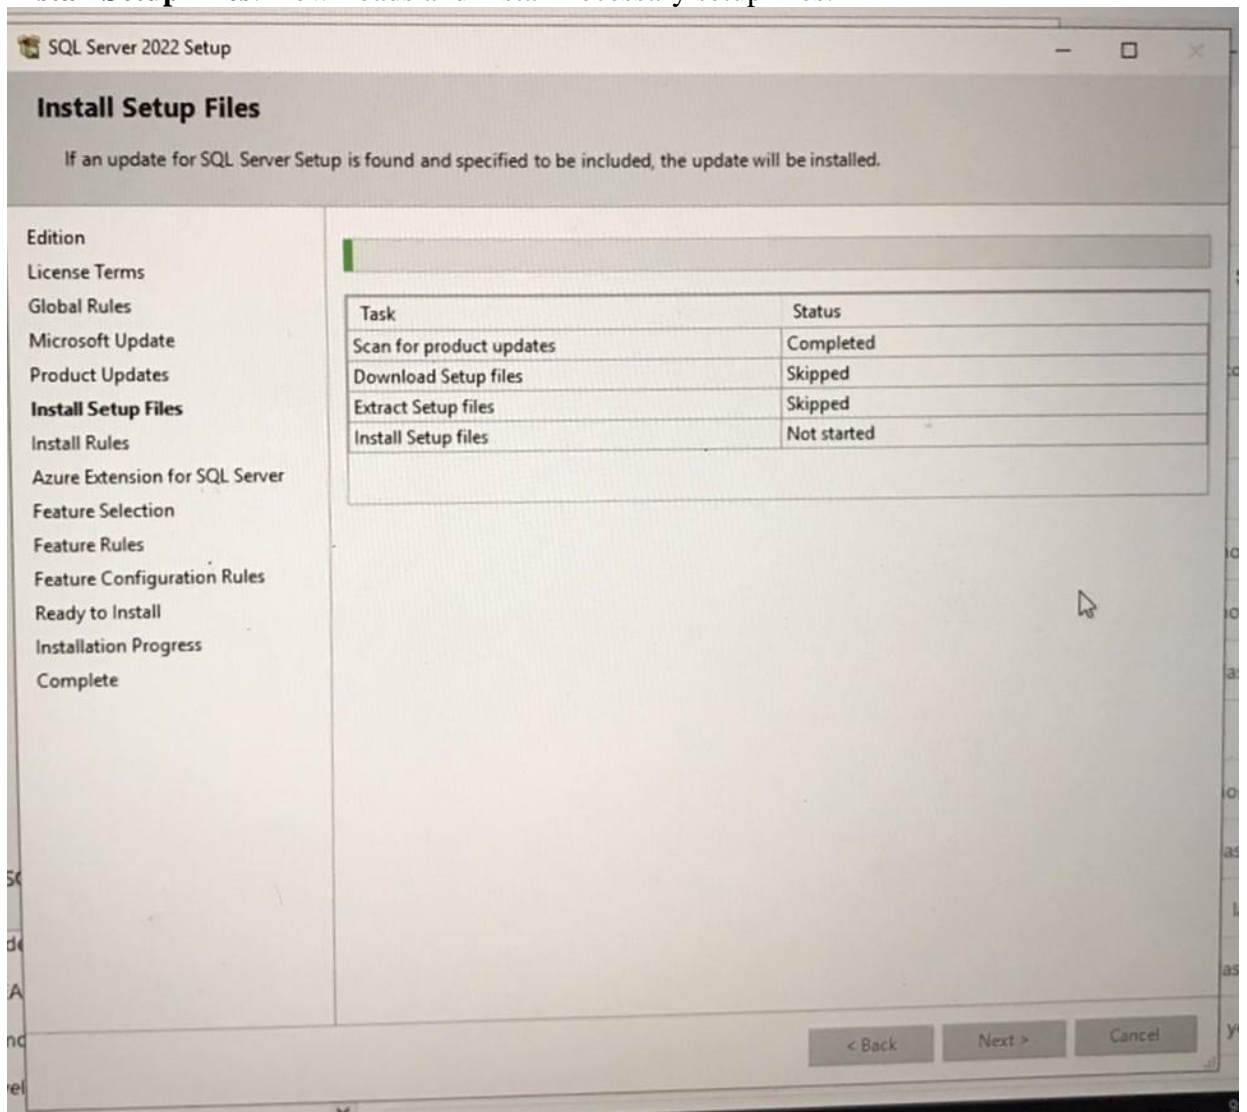 SQL Server 2022 Setup
Install Setup Files
If an update for SQL Server Setup is found and specified to be included, the update will be installed.
Edition
License Terms
Global Rules
Microsoft Update
Product Updates
Install Setup Files
Install Rules
Azure Extension for SQL Server
Feature Selection
Feature Rules
Feature Configuration Rules
Ready to Install
Installation Progress
Complete
Task Status
Scan for product updates Completed
Download Setup files Skipped
Extract Setup files Skipped
Install Setup files Not started
< Back Next > Cancel